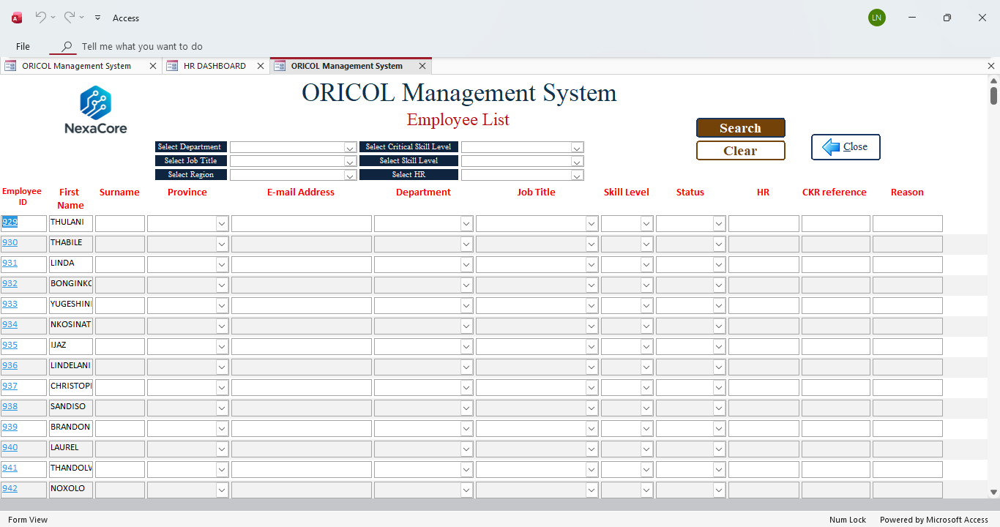 Access
LN
File
Tell me what you want to do
ORICOL Management System
HR DASHBOARD
ORICOL Management System
NexaCore
ORICOL Management System
Employee List
Search
Clear
Close
Select Department
Select Critical Skill Level
Select Job Title
Select Skill Level
Select Region
Select HR
Employee ID
First Name
Surname
Province
E-mail Address
Department
Job Title
Skill Level
Status
HR
CKR reference
Reason
929 THULANI
930 THABILE
931 LINDA
932 BONGINKO
933 YUGESHINI
934 NKOSINAT
935 IJAZ
936 LINDELANI
937 CHRISTOPH
938 SANDISO
939 BRANDON
940 LAUREL
941 THANDOLW
942 NOXOLO
Form View
Num Lock
Powered by Microsoft Access